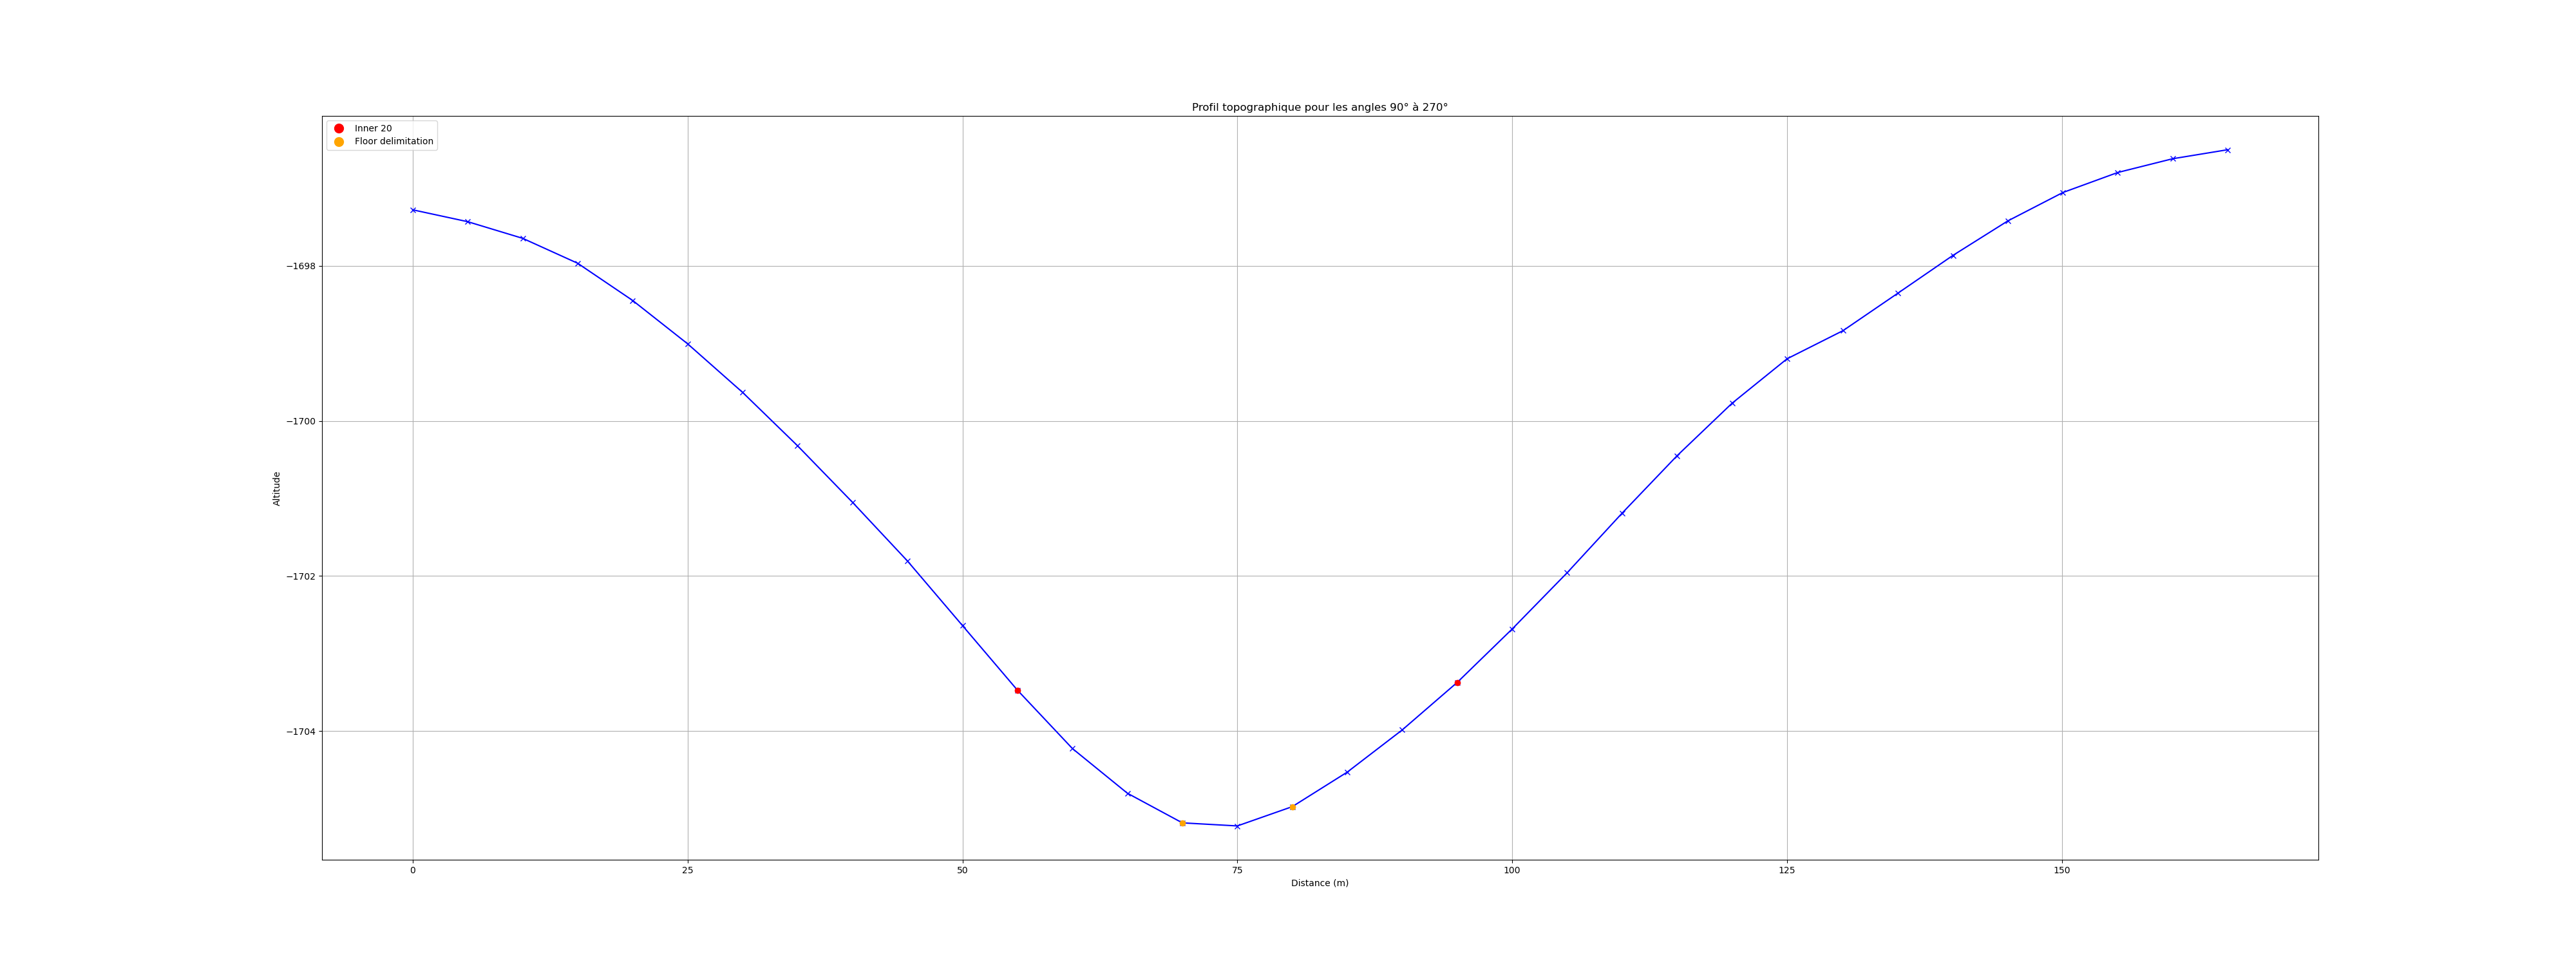 Profil topographique pour les angles 90° à 270°
Inner 20
Floor delimitation
−1698
−1700
−1702
−1704
Altitude
0 25 50 75 100 125 150
Distance (m)